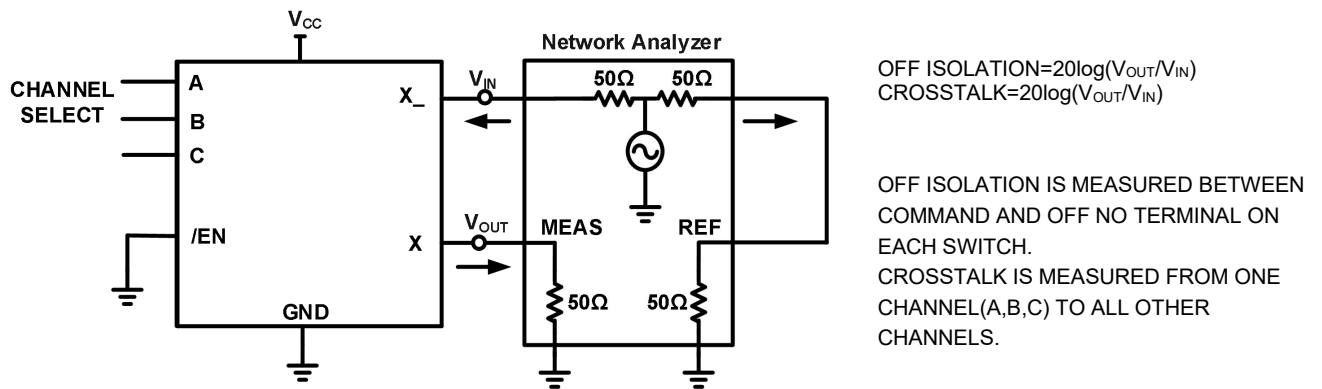 V_CC
Network Analyzer
CHANNEL
SELECT
A
B
C
/EN
X_
X
GND
V_IN
50Ω
50Ω
V_OUT
MEAS
REF
50Ω
50Ω
OFF ISOLATION=20log(V_OUT/V_IN)
CROSSTALK=20log(V_OUT/V_IN)
OFF ISOLATION IS MEASURED BETWEEN
COMMAND AND OFF NO TERMINAL ON
EACH SWITCH.
CROSSTALK IS MEASURED FROM ONE
CHANNEL(A,B,C) TO ALL OTHER
CHANNELS.